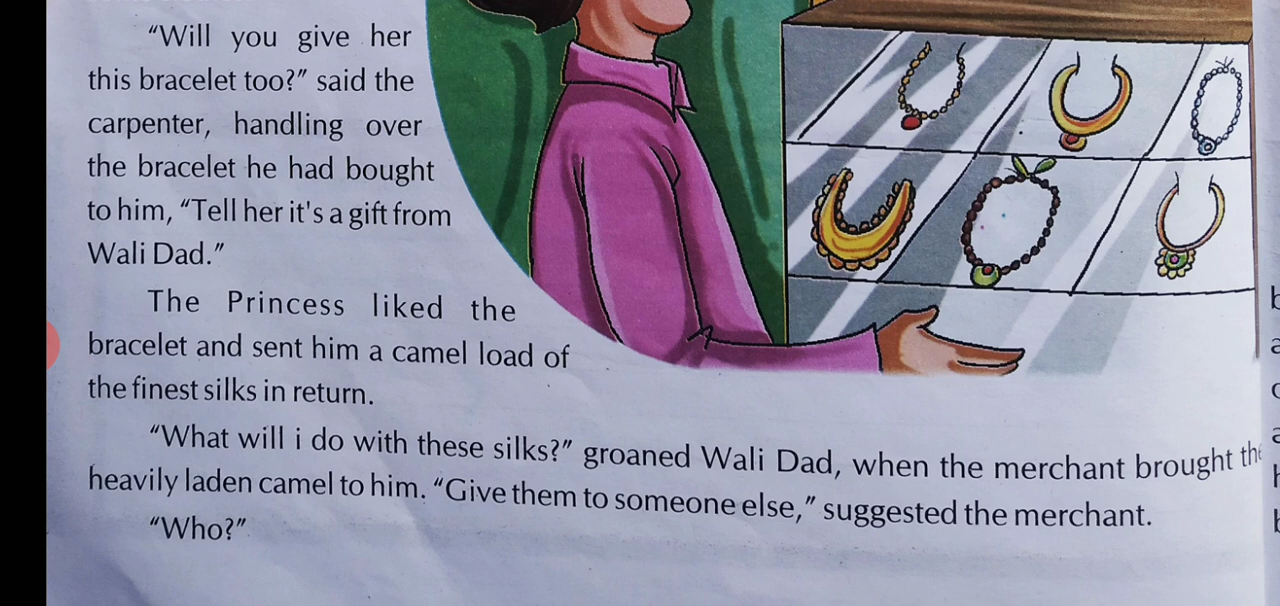 “Will you give her
this bracelet too?” said the
carpenter, handling over
the bracelet he had bought
to him, “Tell her it's a gift from
Wali Dad.”
The Princess liked the
bracelet and sent him a camel load of
the finest silks in return.
“What will i do with these silks?” groaned Wali Dad, when the merchant brought the
heavily laden camel to him. “Give them to someone else,” suggested the merchant.
“Who?”